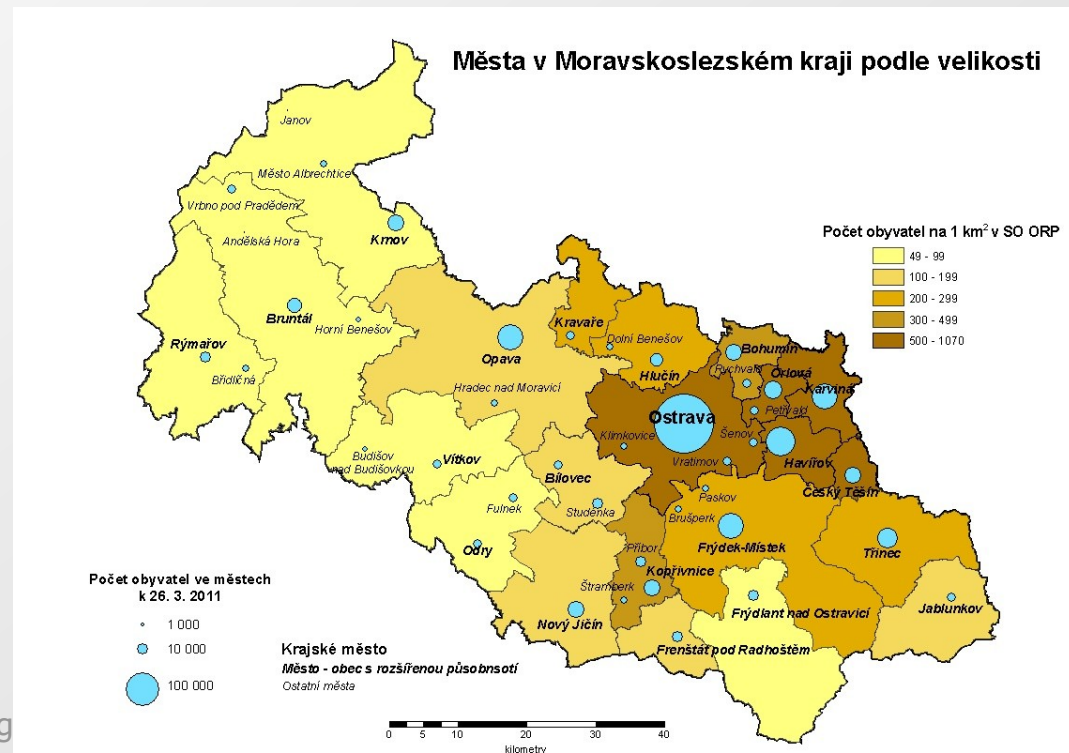 Města v Moravskoslezském kraji podle velikosti
Janov
Město Albrechtice
Vrbno pod Pradědem
Andělská Hora
Krnov
Počet obyvatel na 1 km² v SO ORP
49 - 99
100 - 199
200 - 299
300 - 499
500 - 1070
Bruntál
Horní Benešov
Rýmařov
Břidličná
Opava
Kravaře
Dolní Benešov
Hlučín
Bohumín
Rychvald
Orlová
Karviná
Hradec nad Moravicí
Ostrava
Petřvald
Klimkovice
Šenov
Havířov
Vratimov
Budišov
nad Budišovkou
Vítkov
Bílovec
Český Těšín
Fulnek
Studénka
Paskov
Brušperk
Odry
Příbor
Frýdek-Místek
Třinec
Kopřivnice
Štramberk
Nový Jičín
Frýdlant nad Ostravicí
Jablunkov
Frenštát pod Radhoštěm
Počet obyvatel ve městech
k 26. 3. 2011
1 000
10 000
100 000
Krajské město
Město - obec s rozšířenou působnsotí
Ostatní města
g
0 5 10 20 30 40
kilometry